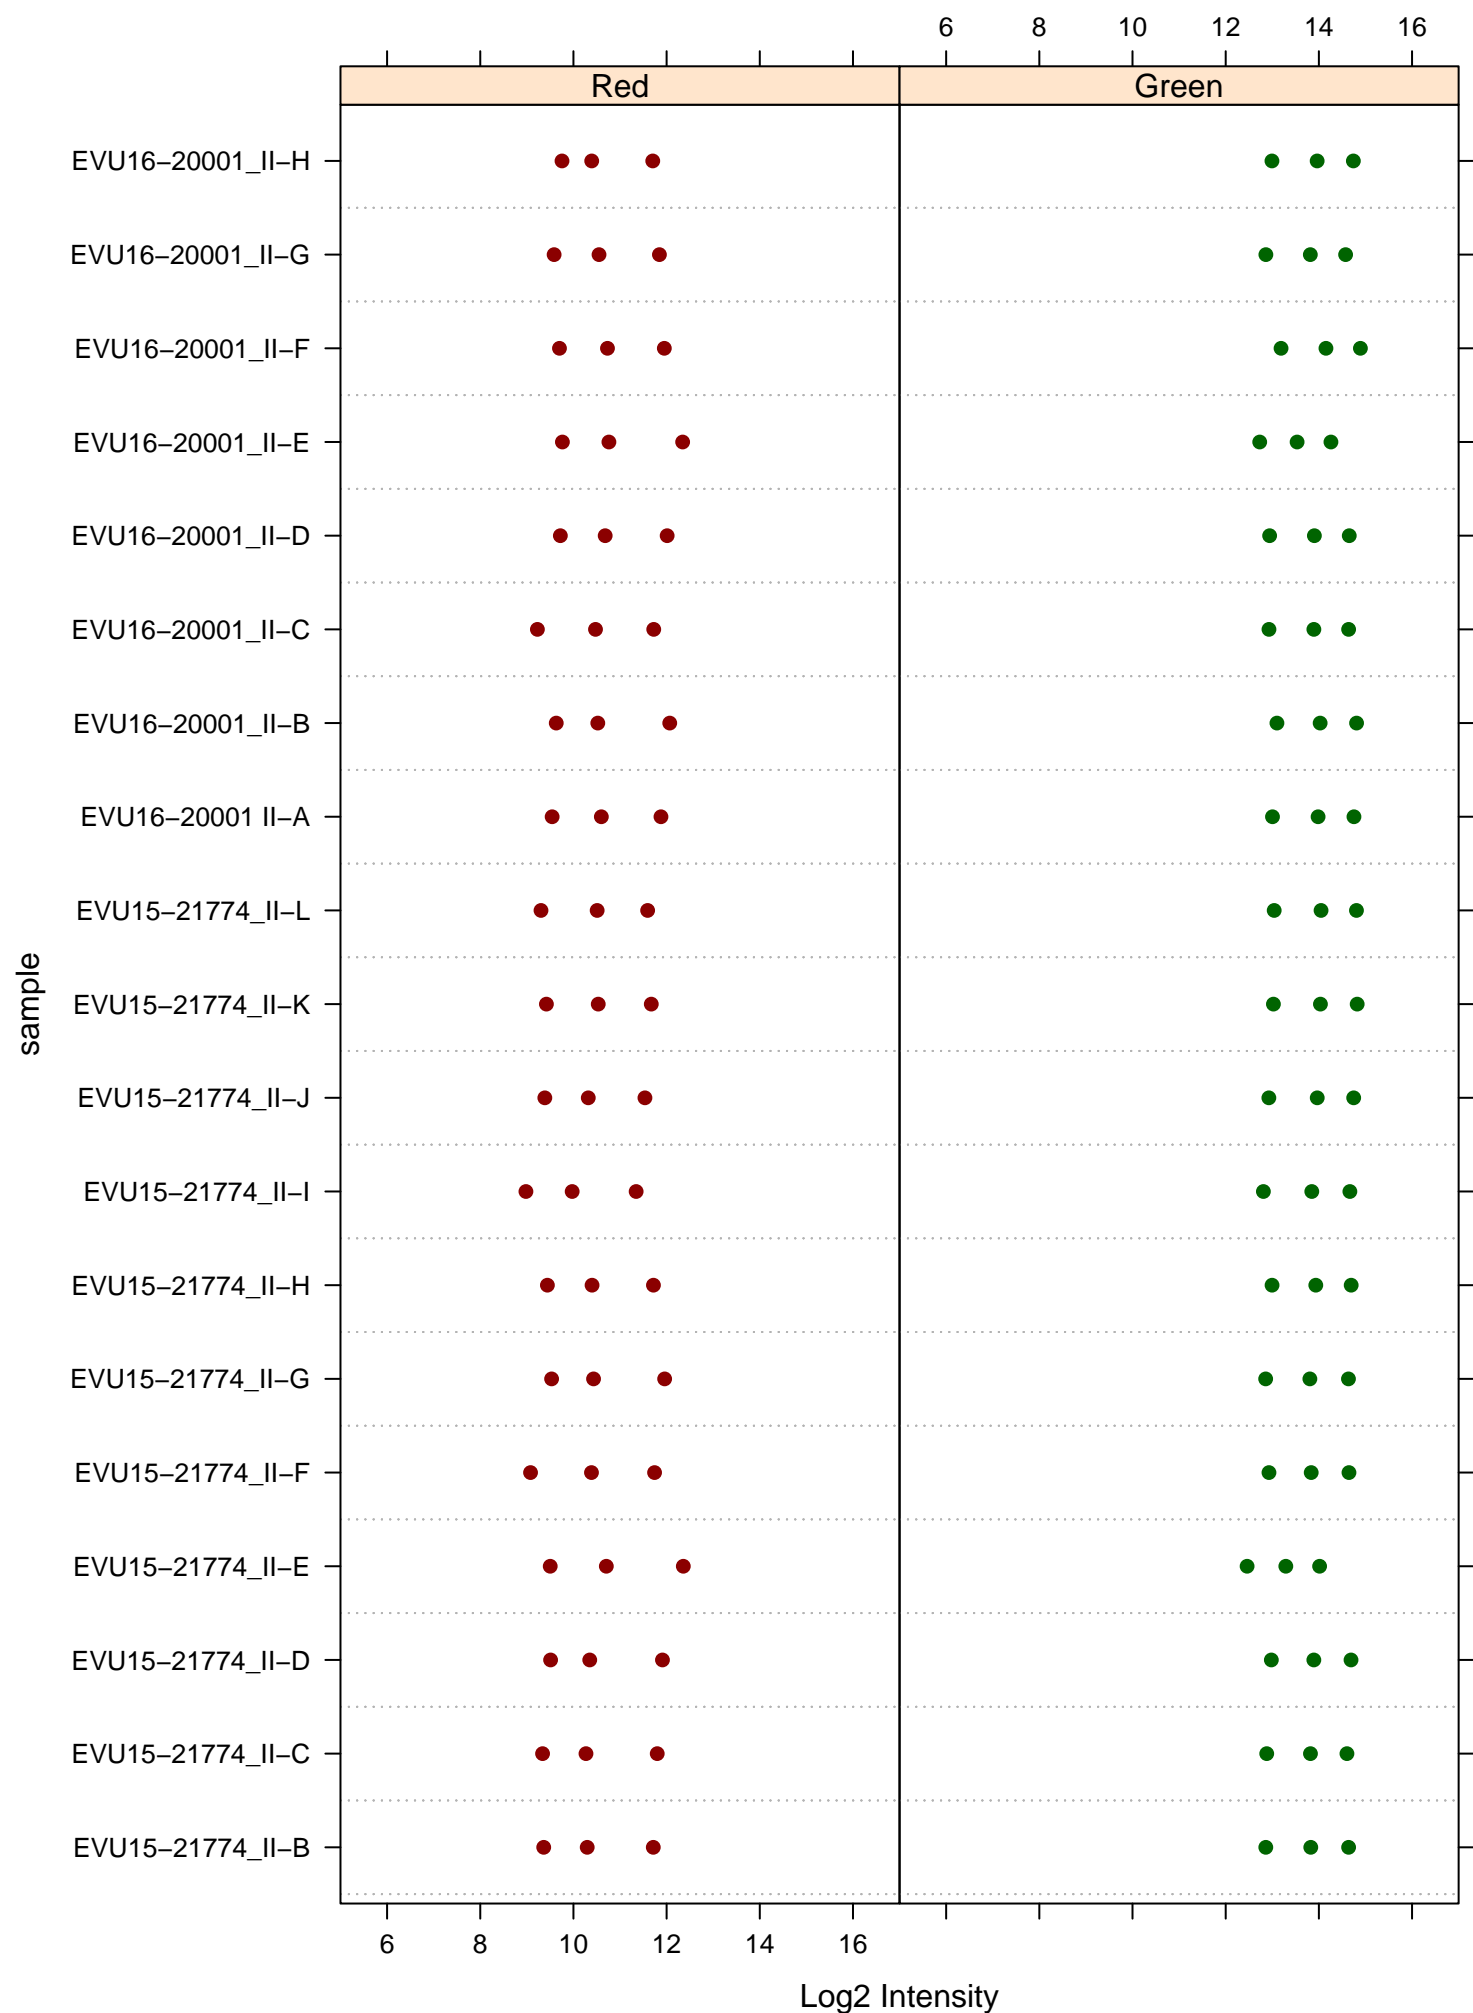 6 8 10 12 14 16
Red Green
EVU16−20001_II−H
EVU16−20001_II−G
EVU16−20001_II−F
EVU16−20001_II−E
EVU16−20001_II−D
EVU16−20001_II−C
EVU16−20001_II−B
EVU16−20001 II−A
EVU15−21774_II−L
EVU15−21774_II−K
EVU15−21774_II−J
EVU15−21774_II−I
EVU15−21774_II−H
EVU15−21774_II−G
EVU15−21774_II−F
EVU15−21774_II−E
EVU15−21774_II−D
EVU15−21774_II−C
EVU15−21774_II−B
sample
6 8 10 12 14 16
Log2 Intensity